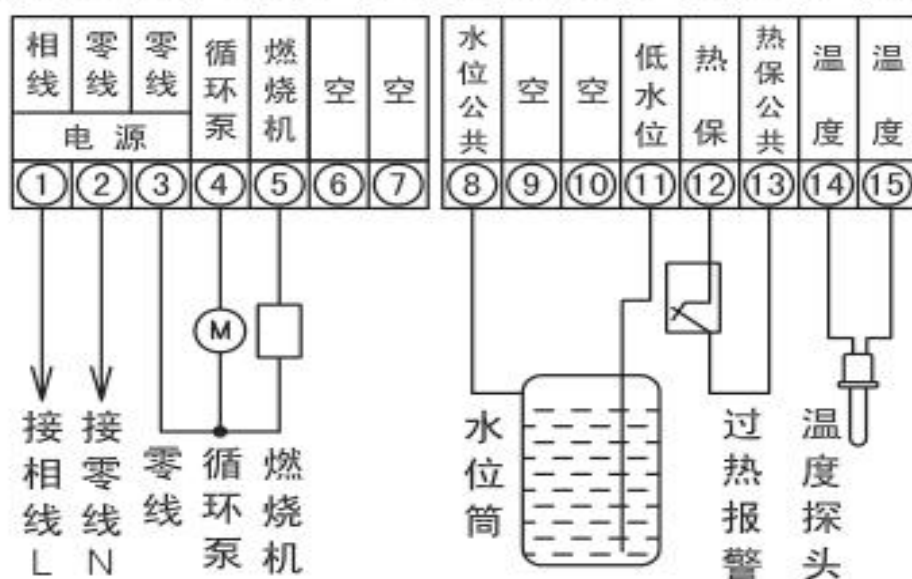 相线 零线 零线 循环泵 燃烧机 空 空 水位公共 空 空 低水位 热保 热保公共 温度 温度
电源
1 2 3 4 5 6 7 8 9 10 11 12 13 14 15
M
接相线L 接零线N 零线 循环泵 燃烧机 水位筒 过热报警 温度探头